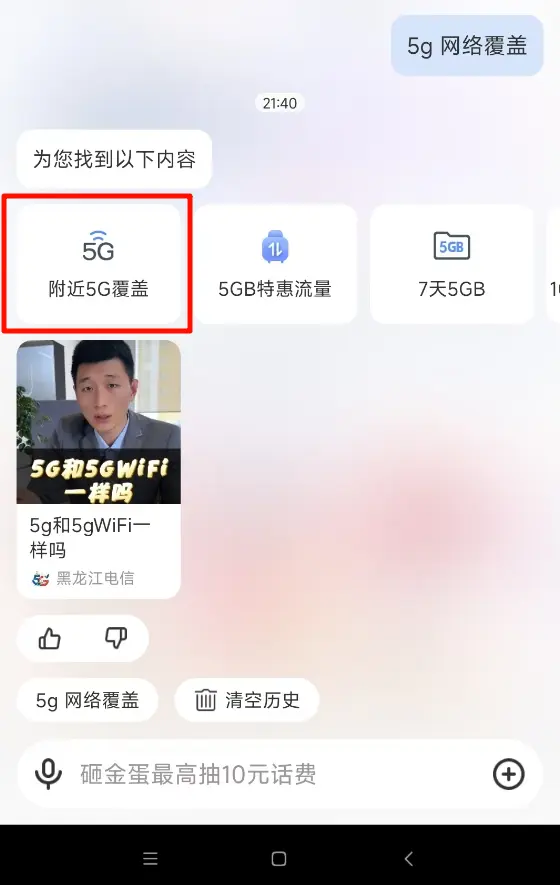 5g 网络覆盖
21:40
为您找到以下内容
5G
附近5G覆盖
5GB特惠流量
5GB
7天5GB
5G和5GWiFi
一样吗
5g和5gWiFi一
样吗
5G 黑龙江电信
5g 网络覆盖
清空历史
砸金蛋最高抽10元话费